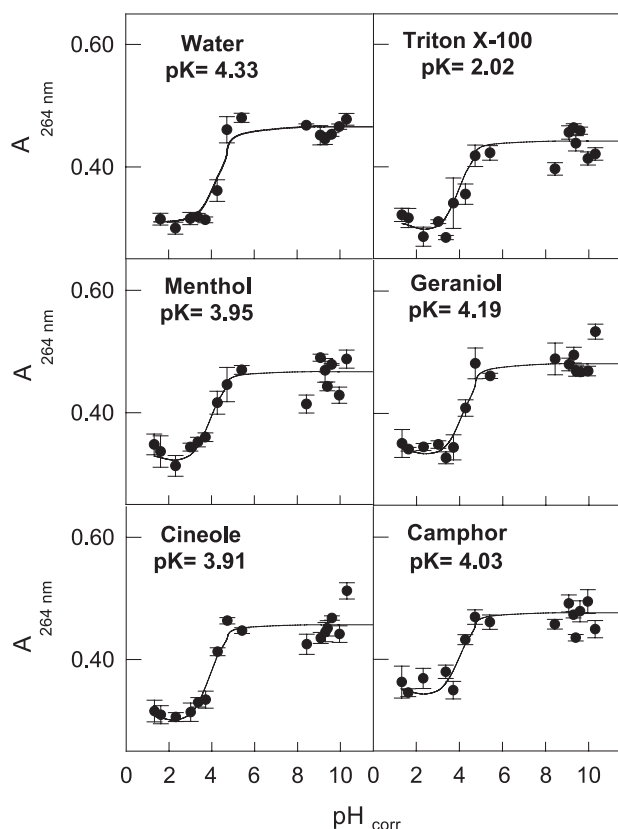 0.60
Water
pK= 4.33
Triton X-100
pK= 2.02
A 264 nm
0.40
0.60
Menthol
pK= 3.95
Geraniol
pK= 4.19
A 264 nm
0.40
0.60
Cineole
pK= 3.91
Camphor
pK= 4.03
A 264 nm
0.40
0 2 4 6 8 10 0 2 4 6 8 10
pH corr